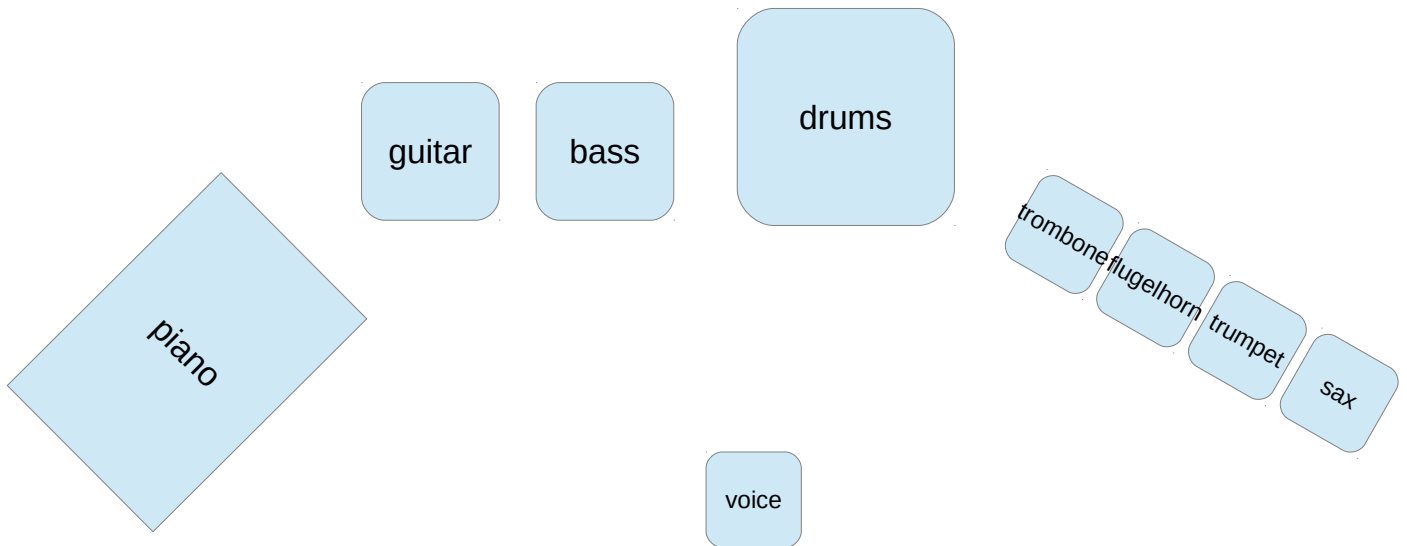 drums
guitar
bass
trombone
flugelhorn
trumpet
piano
sax
voice